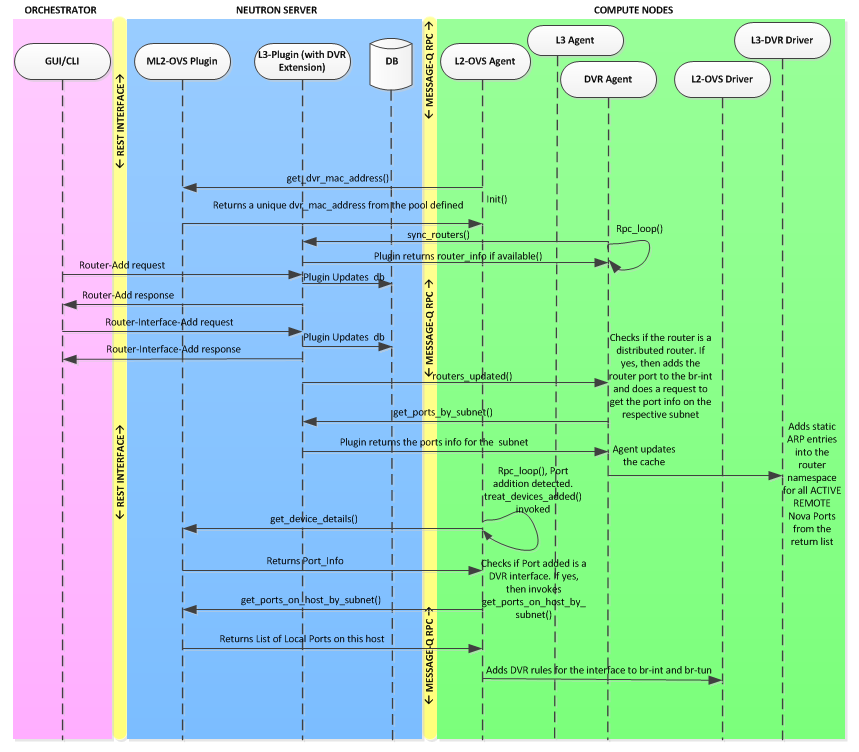 ORCHESTRATOR
NEUTRON SERVER
COMPUTE NODES
GUI/CLI
REST INTERFACE
ML2-OVS Plugin
L3-Plugin (with DVR
Extension)
DB
MESSAGE-Q RPC
L2-OVS Agent
L3 Agent
DVR Agent
L2-OVS Driver
L3-DVR Driver
get_dvr_mac_address()
Init()
Returns a unique dvr_mac_address from the pool defined
Rpc_loop()
sync_routers()
Plugin returns router_info if available()
Router-Add request
Plugin Updates db
Router-Add response
MESSAGE-Q RPC
Router-Interface-Add request
Plugin Updates db
Router-Interface-Add response
Checks if the router is a
distributed router. If
yes, then adds the
router port to the br-int
and does a request to
get the port info on the
respective subnet
routers_updated()
get_ports_by_subnet()
REST INTERFACE
Plugin returns the ports info for the subnet
Agent updates
the cache
Adds static
ARP entries
into the
router
namespace
for all ACTIVE
REMOTE
Nova Ports
from the
return list
Rpc_loop(), Port
addition detected.
treat_devices_added()
invoked
get_device_details()
Returns Port_Info
Checks if Port added is a
DVR interface. If yes,
then invokes
get_ports_on_host_by_
subnet()
get_ports_on_host_by_subnet()
MESSAGE-Q RPC
Returns List of Local Ports on this host
Adds DVR rules for the interface to br-int and br-tun